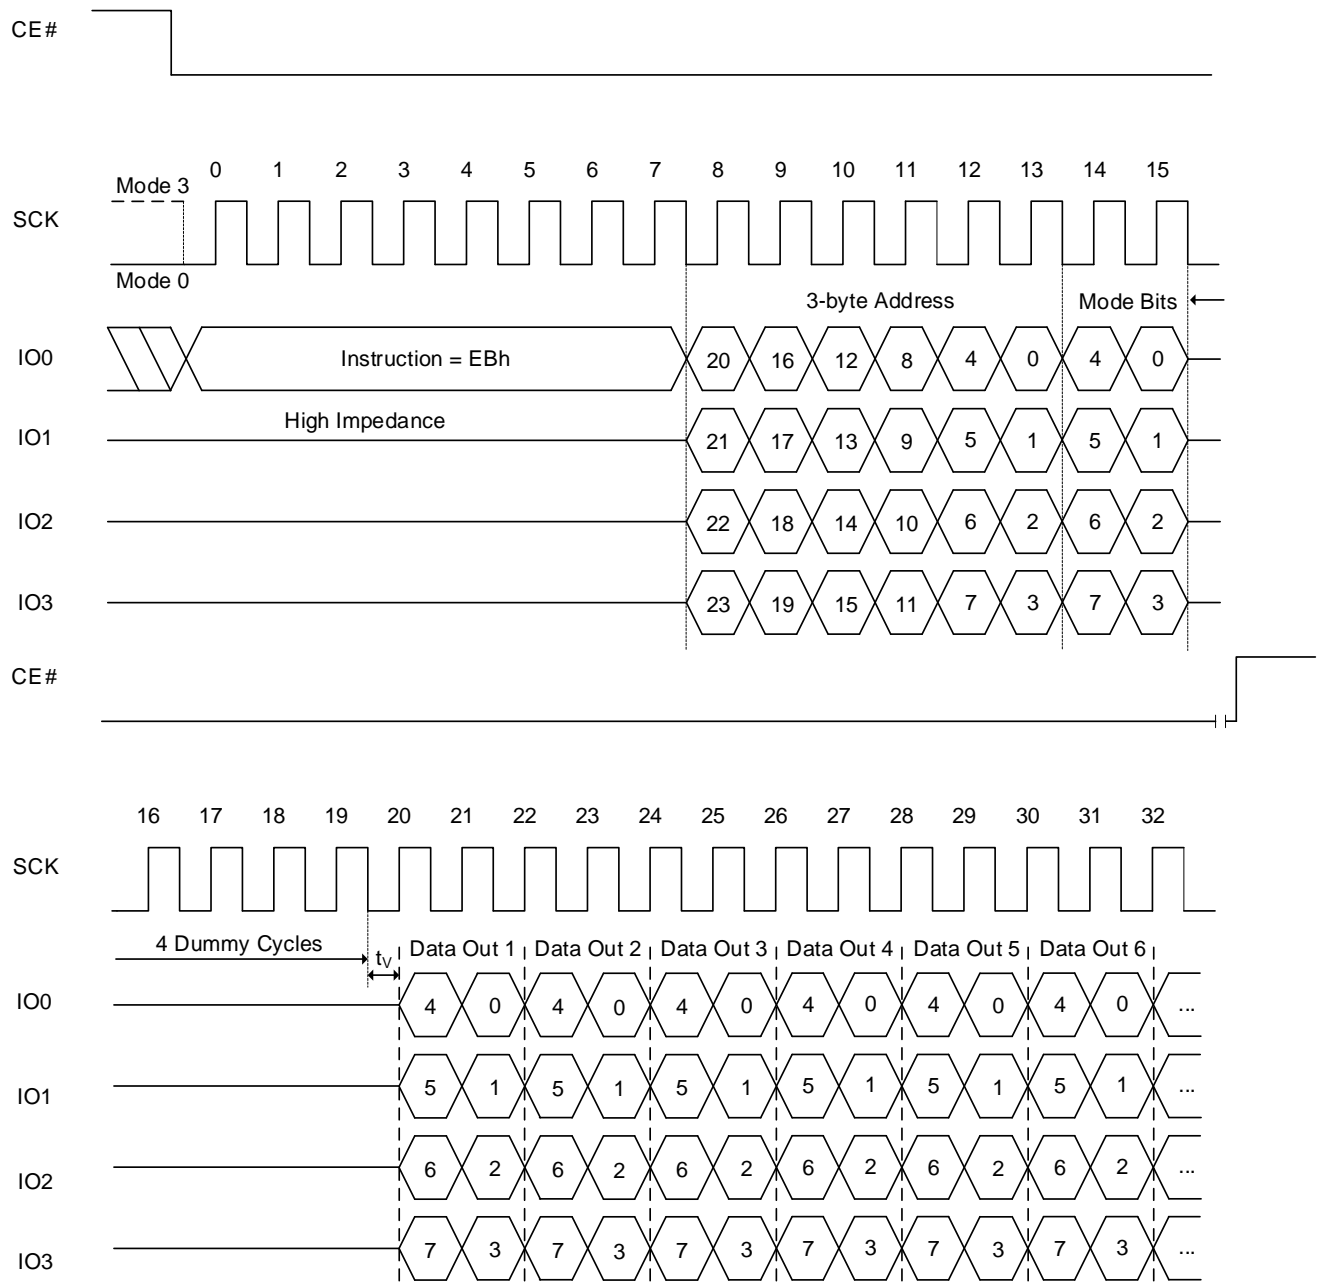 CE#
0 1 2 3 4 5 6 7 8 9 10 11 12 13 14 15
Mode 3
SCK
Mode 0
3-byte Address Mode Bits
IO0 Instruction = EBh 20 16 12 8 4 0 4 0
High Impedance
IO1 21 17 13 9 5 1 5 1
IO2 22 18 14 10 6 2 6 2
IO3 23 19 15 11 7 3 7 3
CE#
16 17 18 19 20 21 22 23 24 25 26 27 28 29 30 31 32
SCK
4 Dummy Cycles tV Data Out 1 Data Out 2 Data Out 3 Data Out 4 Data Out 5 Data Out 6
IO0 4 0 4 0 4 0 4 0 4 0 4 0 ...
IO1 5 1 5 1 5 1 5 1 5 1 5 1 ...
IO2 6 2 6 2 6 2 6 2 6 2 6 2 ...
IO3 7 3 7 3 7 3 7 3 7 3 7 3 ...